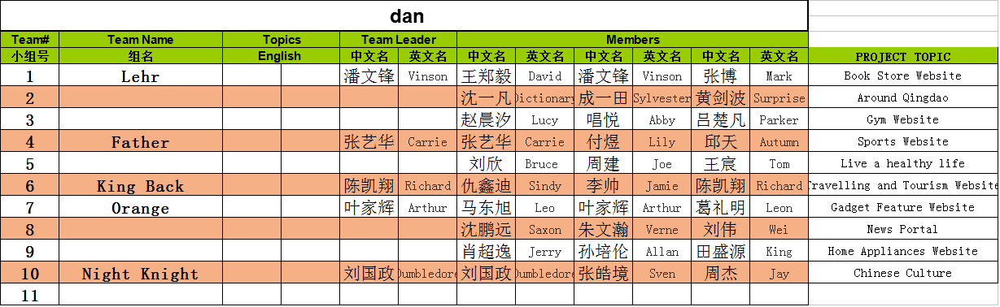 dan
Team# Team Name Topics Team Leader Members
小组号 组名 English 中文名 英文名 中文名 英文名 中文名 英文名 中文名 英文名 PROJECT TOPIC
1 Lehr 潘文锋 Vinson 王郑毅 David 潘文锋 Vinson 张博 Mark Book Store Website
2 沈一凡 Dictionary 成一田 Sylvester 黄剑波 Surprise Around Qingdao
3 赵晨汐 Lucy 唱悦 Abby 吕楚凡 Parker Gym Website
4 Father 张艺华 Carrie 张艺华 Carrie 付煜 Lily 邱天 Autumn Sports Website
5 刘欣 Bruce 周建 Joe 王宸 Tom Live a healthy life
6 King Back 陈凯翔 Richard 仇鑫迪 Sindy 李帅 Jamie 陈凯翔 Richard Travelling and Tourism Website
7 Orange 叶家辉 Arthur 马东旭 Leo 叶家辉 Arthur 葛礼明 Leon Gadget Feature Website
8 沈鹏远 Saxon 朱文瀚 Verne 刘伟 Wei News Portal
9 肖超逸 Jerry 孙培伦 Allan 田盛源 King Home Appliances Website
10 Night Knight 刘国政 Dumbledore 刘国政 Dumbledore 张皓境 Sven 周杰 Jay Chinese Culture
11